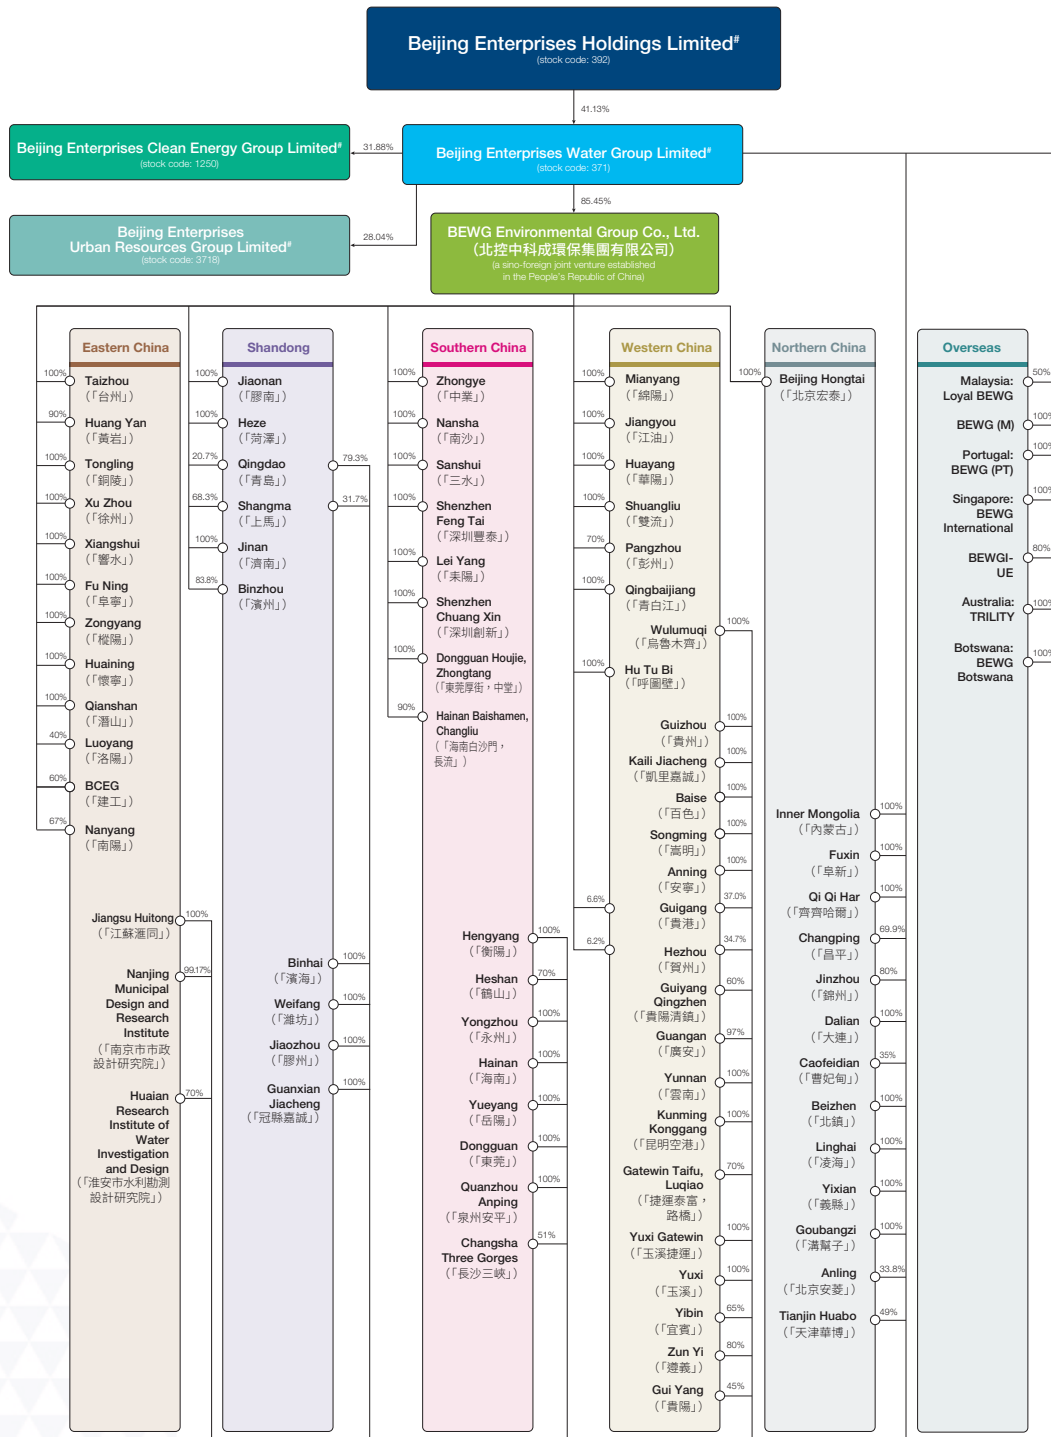 Beijing Enterprises Holdings Limited#
(stock code: 392)
41.13%
Beijing Enterprises Clean Energy Group Limited#
(stock code: 1250)
31.88%
Beijing Enterprises Water Group Limited#
(stock code: 371)
85.45%
Beijing Enterprises
Urban Resources Group Limited#
(stock code: 3718)
28.04%
BEWG Environmental Group Co., Ltd.
(北控中科成環保集團有限公司)
(a sino-foreign joint venture established
in the People's Republic of China)
Eastern China
100%
Taizhou
(「台州」)
90%
Huang Yan
(「黃岩」)
100%
Tongling
(「銅陵」)
100%
Xu Zhou
(「徐州」)
100%
Xiangshui
(「響水」)
100%
Fu Ning
(「阜寧」)
100%
Zongyang
(「樅陽」)
100%
Huaining
(「懷寧」)
100%
Qianshan
(「潛山」)
40%
Luoyang
(「洛陽」)
60%
BCEG
(「建工」)
67%
Nanyang
(「南陽」)
Jiangsu Huitong
(「江蘇滙同」)
100%
Nanjing
Municipal
Design and
Research
Institute
(「南京市市政
設計研究院」)
99.17%
Huaian
Research
Institute of
Water
Investigation
and Design
(「淮安市水利勘測
設計研究院」)
70%
Shandong
100%
Jiaonan
(「膠南」)
100%
Heze
(「菏澤」)
20.7%
Qingdao
(「青島」)
79.3%
68.3%
Shangma
(「上馬」)
31.7%
100%
Jinan
(「濟南」)
83.8%
Binzhou
(「濱州」)
Binhai
(「濱海」)
100%
Weifang
(「濰坊」)
100%
Jiaozhou
(「膠州」)
100%
Guanxian
Jiacheng
(「冠縣嘉誠」)
100%
Southern China
100%
Zhongye
(「中業」)
100%
Nansha
(「南沙」)
100%
Sanshui
(「三水」)
100%
Shenzhen
Feng Tai
(「深圳豐泰」)
100%
Lei Yang
(「耒陽」)
100%
Shenzhen
Chuang Xin
(「深圳創新」)
100%
Dongguan Houjie,
Zhongtang
(「東莞厚街，中堂」)
90%
Hainan Baishamen,
Changliu
(「海南白沙門，
長流」)
Hengyang
(「衡陽」)
100%
Heshan
(「鶴山」)
70%
Yongzhou
(「永州」)
100%
Hainan
(「海南」)
100%
Yueyang
(「岳陽」)
100%
Dongguan
(「東莞」)
100%
Quanzhou
Anping
(「泉州安平」)
100%
Changsha
Three Gorges
(「長沙三峽」)
51%
Western China
100%
Mianyang
(「綿陽」)
100%
Jiangyou
(「江油」)
100%
Huayang
(「華陽」)
100%
Shuangliu
(「雙流」)
70%
Pangzhou
(「彭州」)
100%
Qingbaijiang
(「青白江」)
Wulumuqi
(「烏魯木齊」)
100%
100%
Hu Tu Bi
(「呼圖壁」)
Guizhou
(「貴州」)
100%
Kaili Jiacheng
(「凱里嘉誠」)
100%
Baise
(「百色」)
100%
Songming
(「嵩明」)
100%
Anning
(「安寧」)
100%
6.6%
Guigang
(「貴港」)
37.0%
6.2%
Hezhou
(「賀州」)
34.7%
Guiyang
Qingzhen
(「貴陽清鎮」)
60%
Guangan
(「廣安」)
97%
Yunnan
(「雲南」)
100%
Kunming
Konggang
(「昆明空港」)
100%
Gatewin Taifu,
Luqiao
(「捷運泰富，
路橋」)
70%
Yuxi Gatewin
(「玉溪捷運」)
100%
Yuxi
(「玉溪」)
100%
Yibin
(「宜賓」)
65%
Zun Yi
(「遵義」)
80%
Gui Yang
(「貴陽」)
45%
Northern China
100%
Beijing Hongtai
(「北京宏泰」)
Inner Mongolia
(「內蒙古」)
100%
Fuxin
(「阜新」)
100%
Qi Qi Har
(「齊齊哈爾」)
100%
Changping
(「昌平」)
69.9%
Jinzhou
(「錦州」)
80%
Dalian
(「大連」)
100%
Caofeidian
(「曹妃甸」)
35%
Beizhen
(「北鎮」)
100%
Linghai
(「凌海」)
100%
Yixian
(「義縣」)
100%
Goubangzi
(「溝幫子」)
100%
Anling
(「北京安菱」)
33.8%
Tianjin Huabo
(「天津華博」)
49%
Overseas
Malaysia:
Loyal BEWG
50%
BEWG (M)
100%
Portugal:
BEWG (PT)
100%
Singapore:
BEWG
International
100%
BEWGI-
UE
80%
Australia:
TRILITY
100%
Botswana:
BEWG
Botswana
100%